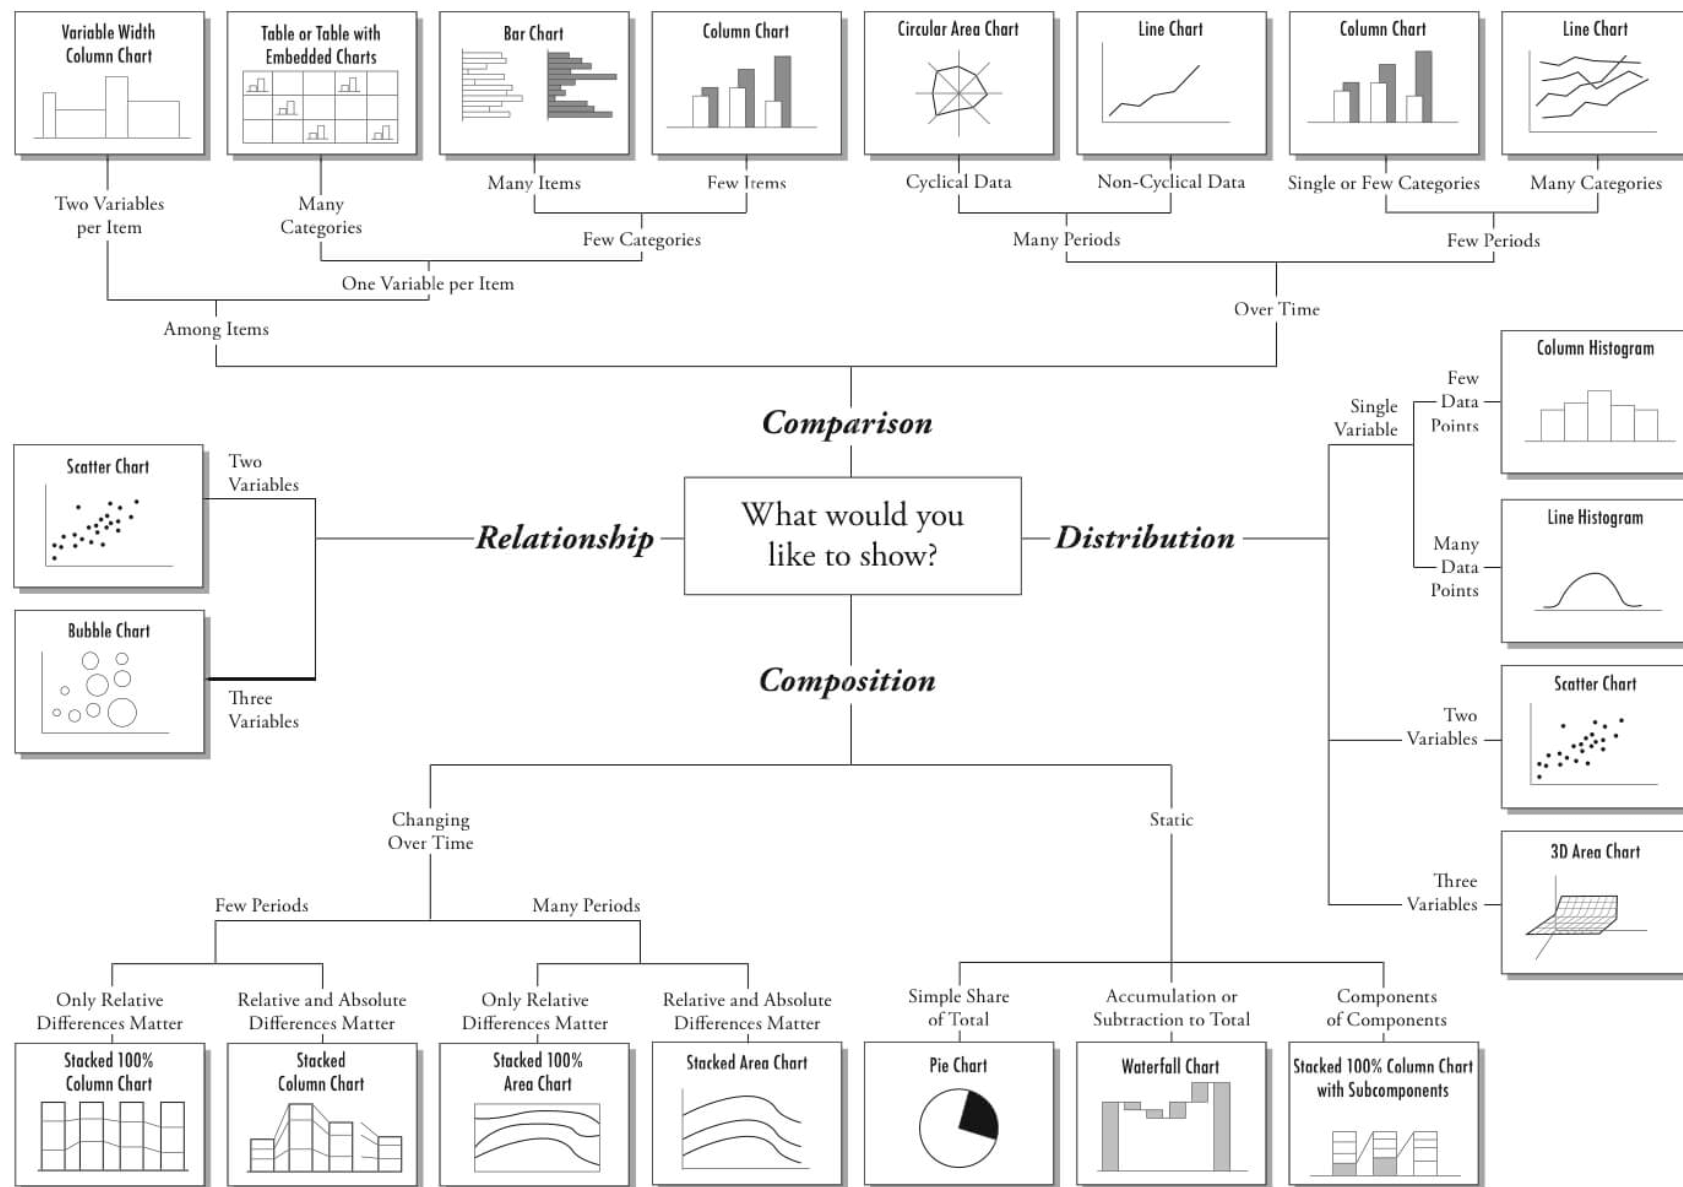 Variable Width
Column Chart
Table or Table with
Embedded Charts
Bar Chart
Column Chart
Circular Area Chart
Line Chart
Column Chart
Line Chart
Two Variables
per Item
Many
Categories
Many Items
Few Items
Cyclical Data
Non-Cyclical Data
Single or Few Categories
Many Categories
Few Categories
Many Periods
Few Periods
One Variable per Item
Among Items
Over Time
Comparison
What would you
like to show?
Relationship
Two
Variables
Scatter Chart
Bubble Chart
Three
Variables
Distribution
Single
Variable
Few
Data
Points
Column Histogram
Many
Data
Points
Line Histogram
Two
Variables
Scatter Chart
Three
Variables
3D Area Chart
Composition
Changing
Over Time
Static
Few Periods
Many Periods
Only Relative
Differences Matter
Relative and Absolute
Differences Matter
Only Relative
Differences Matter
Relative and Absolute
Differences Matter
Simple Share
of Total
Accumulation or
Subtraction to Total
Components
of Components
Stacked 100%
Column Chart
Stacked
Column Chart
Stacked 100%
Area Chart
Stacked Area Chart
Pie Chart
Waterfall Chart
Stacked 100% Column Chart
with Subcomponents